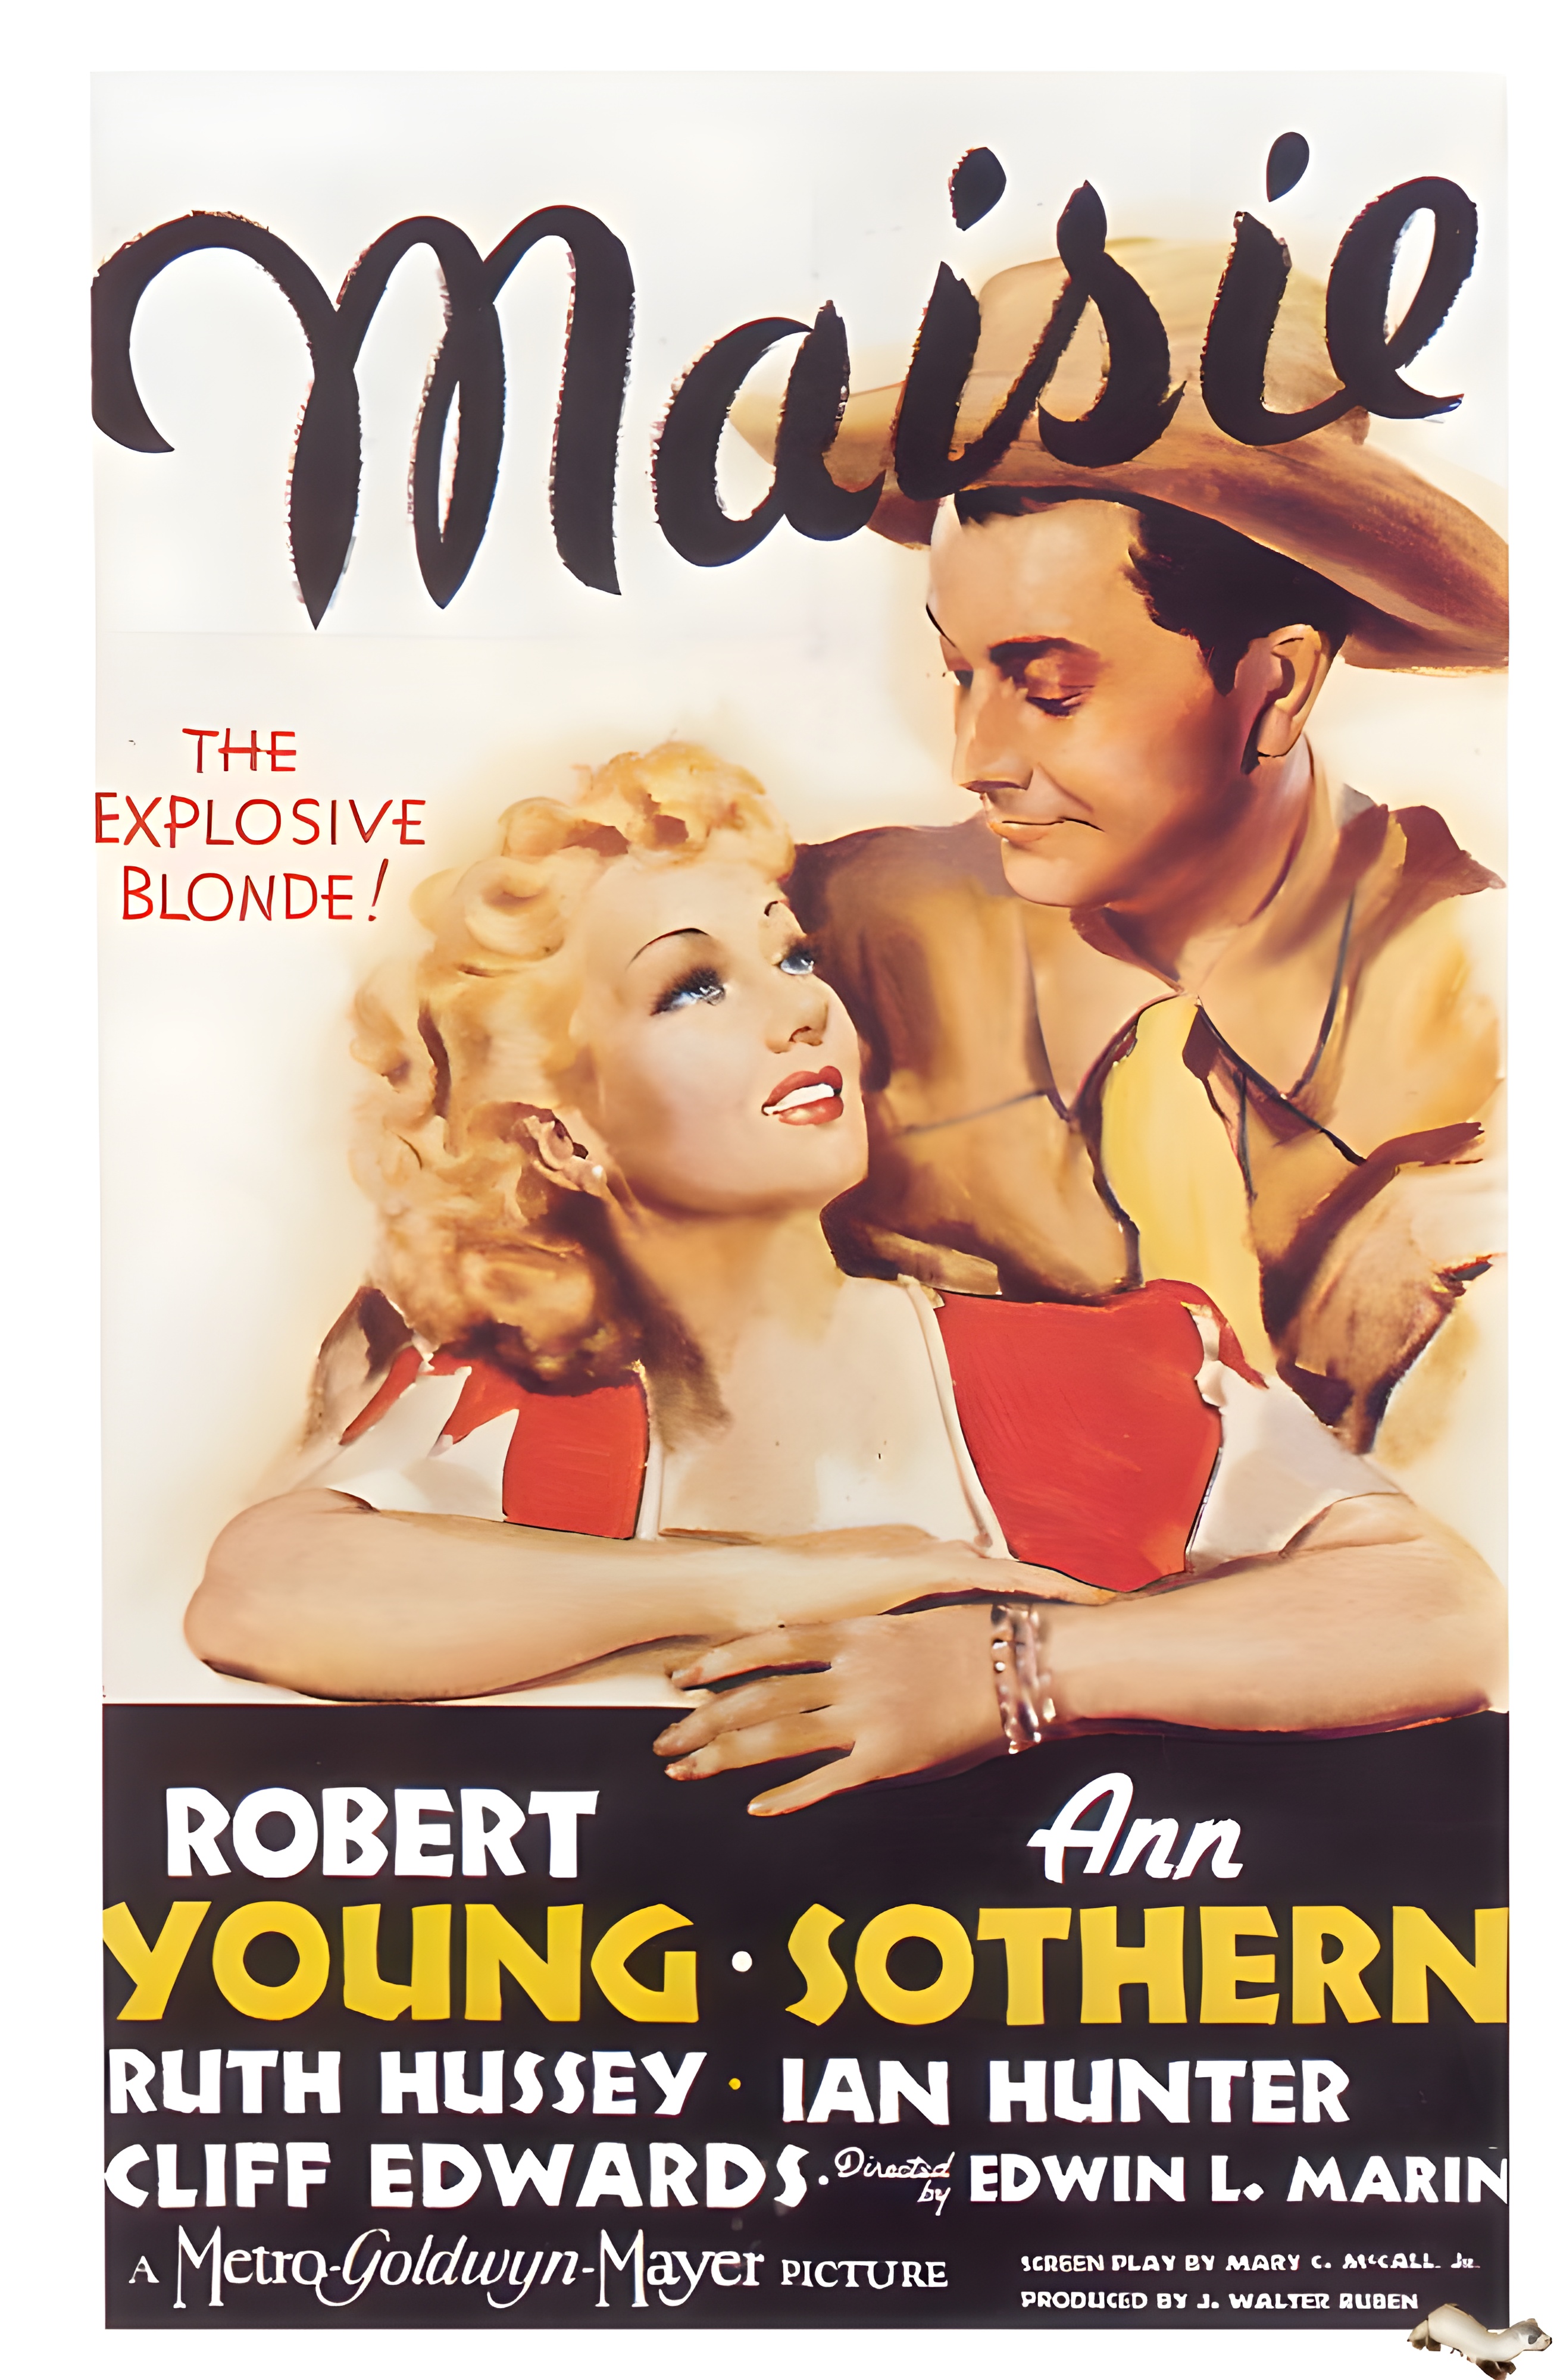 Maisie
THE
EXPLOSIVE
BLONDE!
ROBERT Ann
YOUNG · SOTHERN
RUTH HUSSEY · IAN HUNTER
CLIFF EDWARDS · Directed by EDWIN L. MARIN
A Metro-Goldwyn-Mayer PICTURE
SCREEN PLAY BY MARY C. McCALL Jr.
PRODUCED BY J. WALTER RUBEN